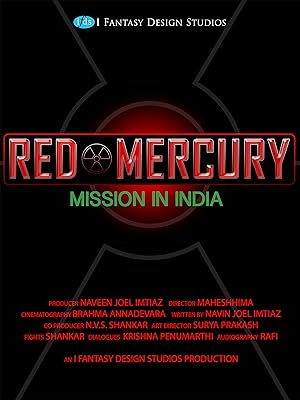 ifds I FANTASY DESIGN STUDIOS
RED MERCURY
MISSION IN INDIA
PRODUCER NAVEEN JOEL IMTIAZ DIRECTOR MAHESHHIMA
CINEMATOGRAPHY BRAHMA ANNADEVARA WRITTEN BY NAVIN JOEL IMTIAZ
CO PRODUCER N.V.S. SHANKAR ART DIRECTOR SURYA PRAKASH
FIGHTS SHANKAR DIALOGUES KRISHNA PENUMARTHI AUDIOGRAPHY RAFI
AN I FANTASY DESIGN STUDIOS PRODUCTION